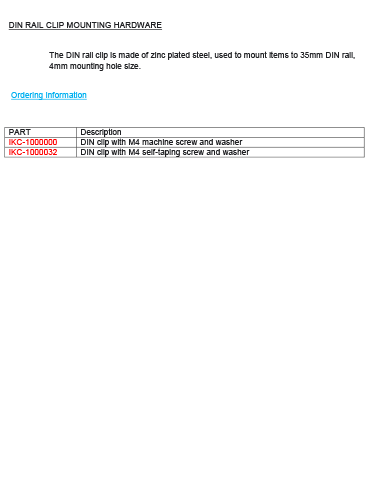 DIN RAIL CLIP MOUNTING HARDWARE
The DIN rail clip is made of zinc plated steel, used to mount items to 35mm DIN rail,
4mm mounting hole size.
Ordering Information
PART Description
IKC-1000000 DIN clip with M4 machine screw and washer
IKC-1000032 DIN clip with M4 self-taping screw and washer